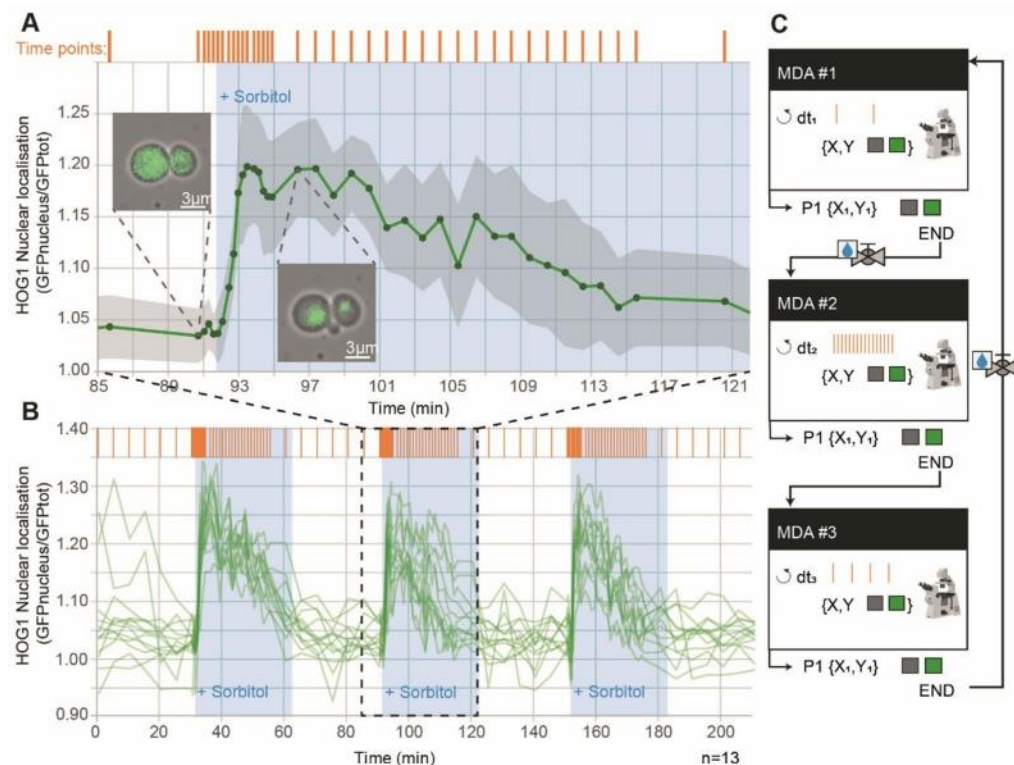 A
Time points:
HOG1 Nuclear localisation
(GFPnucleus/GFPtot)
1.25
1.20
1.15
1.10
1.05
1.00
+ Sorbitol
3µm
3µm
85
89
93
97
101
105
109
113
117
121
Time (min)
B
HOG1 Nuclear localisation
(GFPnucleus/GFPtot)
1.40
1.30
1.20
1.10
1.00
0.90
+ Sorbitol
+ Sorbitol
+ Sorbitol
0
20
40
60
80
100
120
140
160
180
200
Time (min)
n=13
C
MDA #1
dt₁
{X,Y }
P1 {X₁,Y₁}
END
MDA #2
dt₂
{X,Y }
P1 {X₁,Y₁}
END
MDA #3
dt₃
{X,Y }
P1 {X₁,Y₁}
END